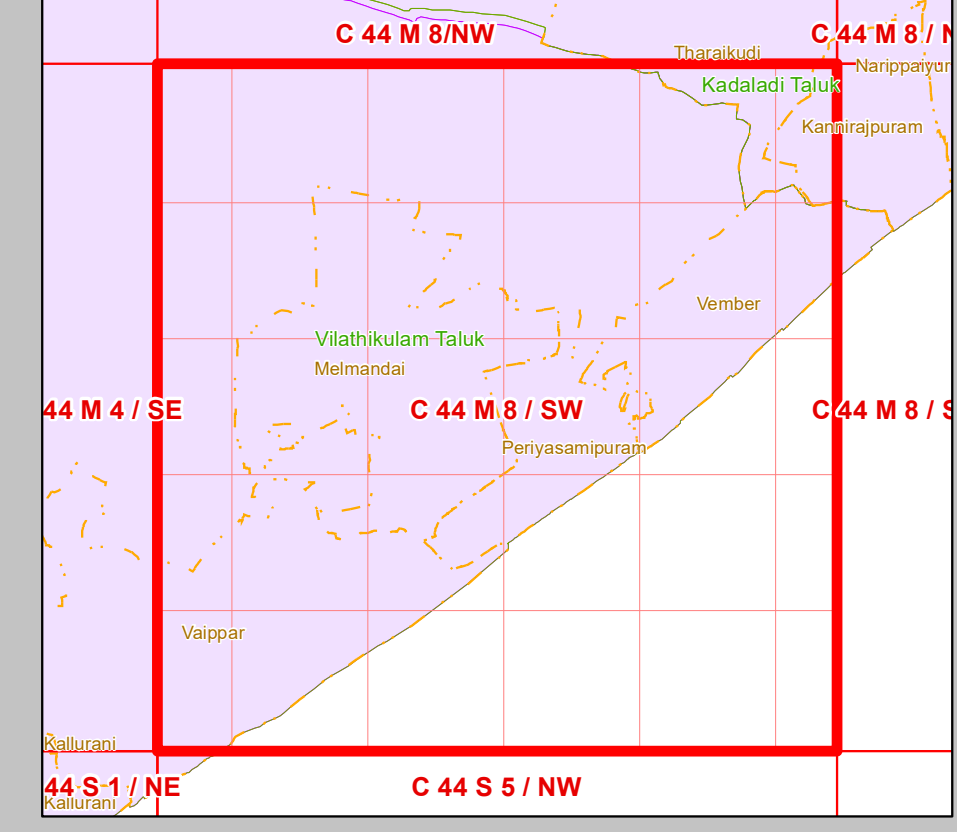 C 44 M 8/NW
C 44 M 8 / N
Tharaikudi
Narippaiyur
Kadaladi Taluk
Kannirajpuram
Vember
Vilathikulam Taluk
Melmandai
44 M 4 / SE
C 44 M 8 / SW
C 44 M 8 / S
Periyasamipuram
Vaippar
Kallurani
44 S 1 / NE
C 44 S 5 / NW
Kallurani